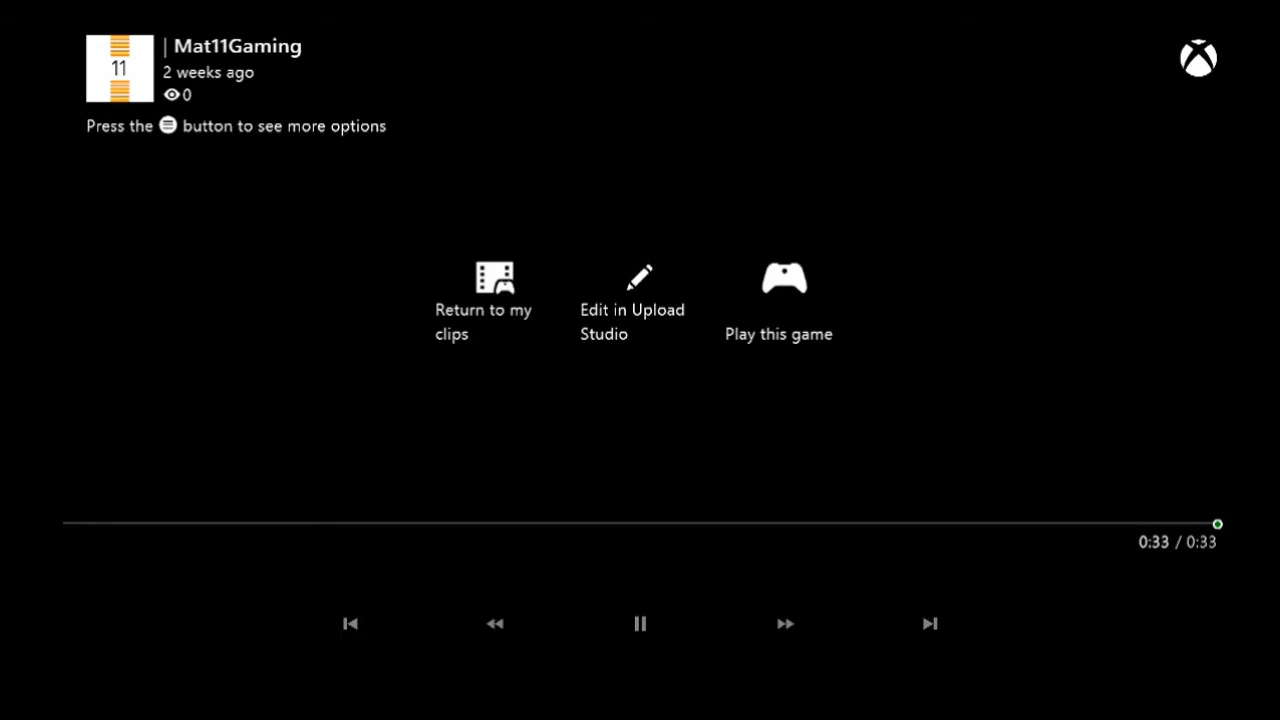 11
| Mat11Gaming
2 weeks ago
0
Press the button to see more options
Return to my
clips
Edit in Upload
Studio
Play this game
0:33 / 0:33